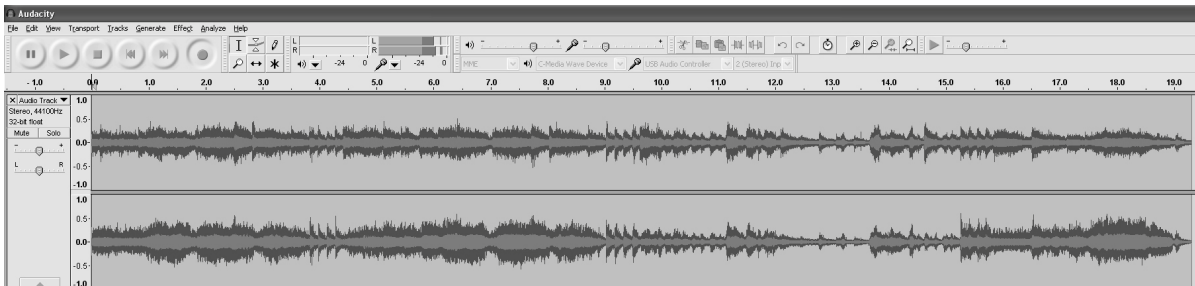 Audacity
File Edit View Transport Tracks Generate Effect Analyze Help
L
R
L
R
-24 0
-24 0
MME
C-Media Wave Device
USB Audio Controller
2 (Stereo) Inp
- 1.0 0.0 1.0 2.0 3.0 4.0 5.0 6.0 7.0 8.0 9.0 10.0 11.0 12.0 13.0 14.0 15.0 16.0 17.0 18.0 19.0
X Audio Track
Stereo, 44100Hz
32-bit float
Mute Solo
- +
L R
1.0
0.5-
0.0-
-0.5-
-1.0
1.0
0.5-
0.0-
-0.5-
-1.0